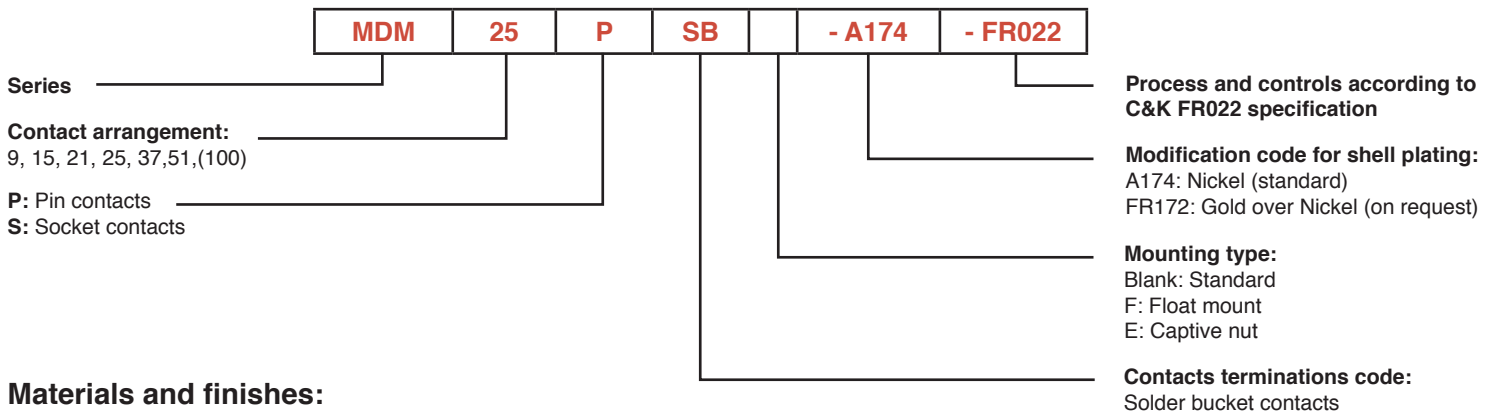 MDM 25 P SB - A174 - FR022
Series
Contact arrangement:
9, 15, 21, 25, 37,51,(100)
P: Pin contacts
S: Socket contacts
Process and controls according to
C&K FR022 specification
Modification code for shell plating:
A174: Nickel (standard)
FR172: Gold over Nickel (on request)
Mounting type:
Blank: Standard
F: Float mount
E: Captive nut
Contacts terminations code:
Solder bucket contacts
Materials and finishes: